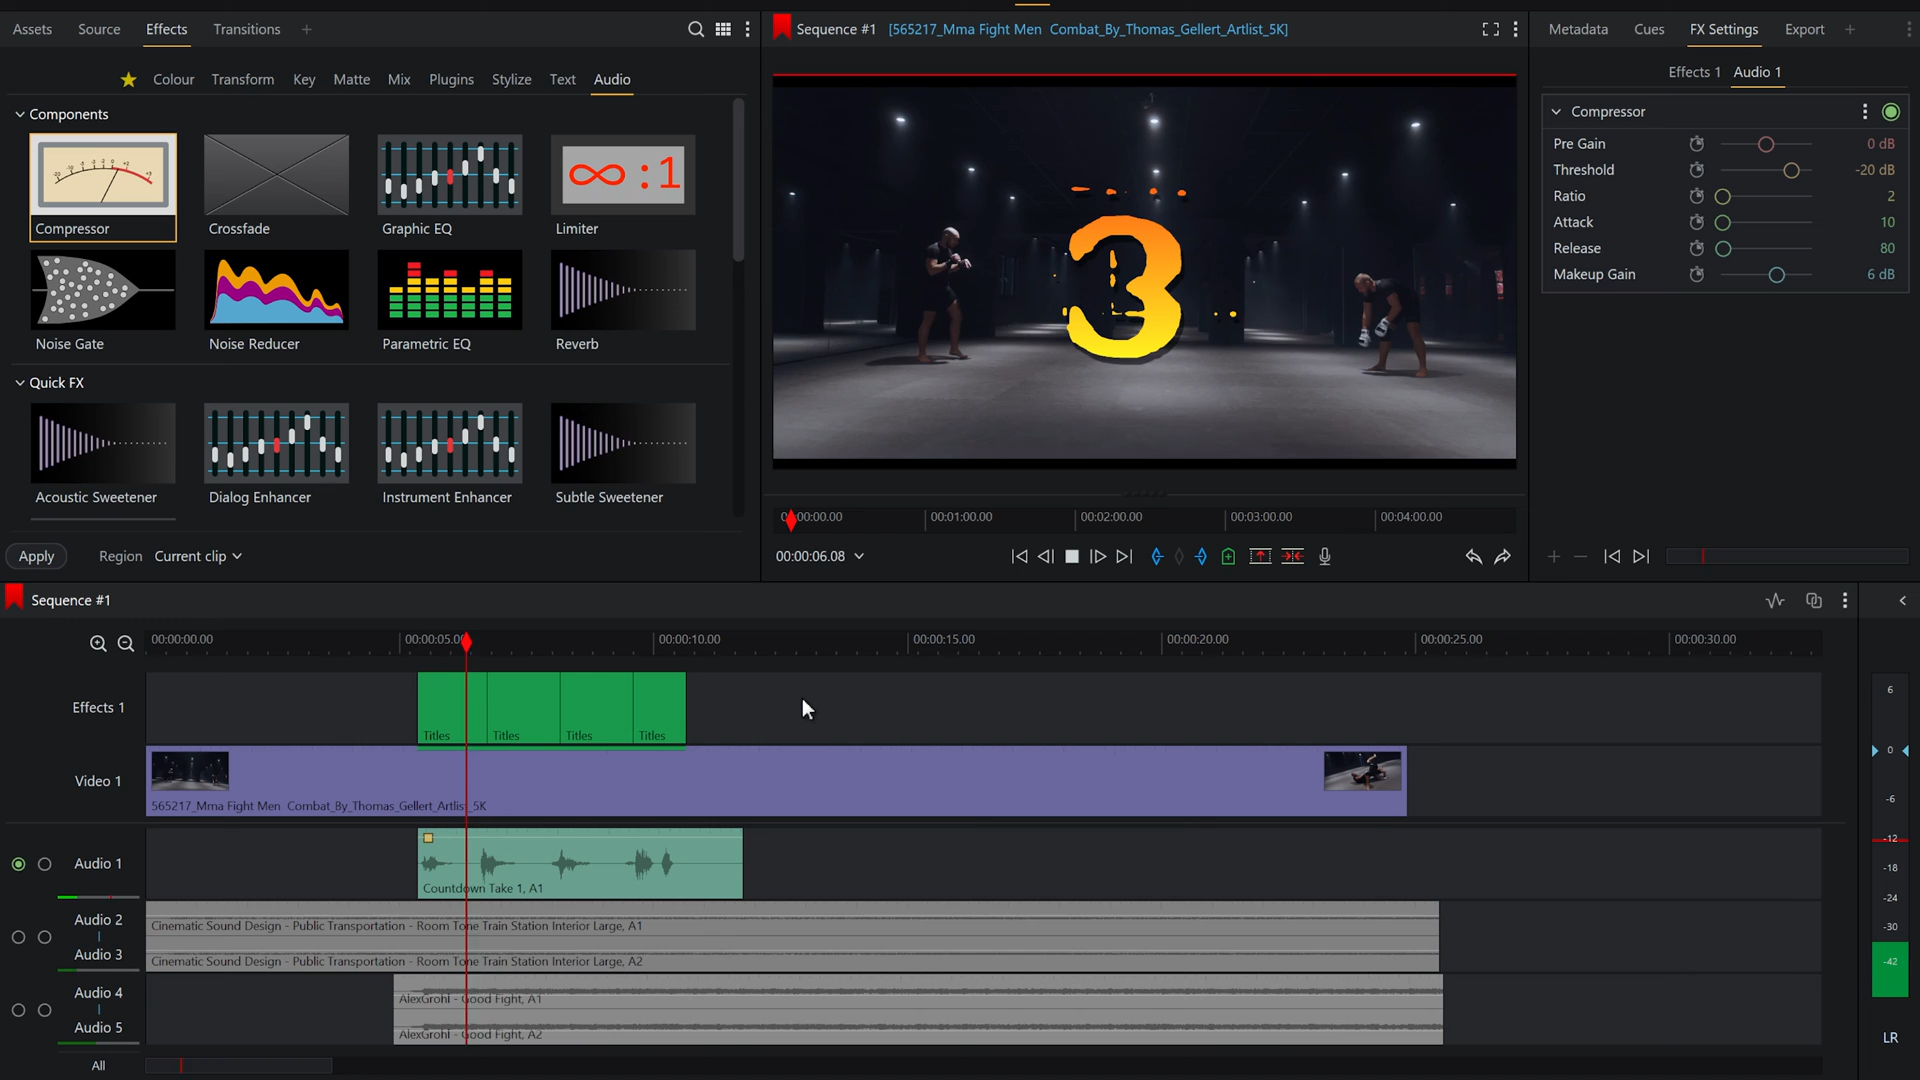 Assets Source Effects Transitions +
Colour Transform Key Matte Mix Plugins Stylize Text Audio
Components
∞ :1
Compressor Crossfade Graphic EQ Limiter
Noise Gate Noise Reducer Parametric EQ Reverb
Quick FX
Acoustic Sweetener Dialog Enhancer Instrument Enhancer Subtle Sweetener
Apply Region Current clip
Sequence #1 [565217_Mma Fight Men Combat_By_Thomas_Gellert_Artlist_5K]
3
00:01:00.00 00:02:00.00 00:03:00.00 00:04:00.00
00:00:06.08
Metadata Cues FX Settings Export +
Effects 1 Audio 1
Compressor
Pre Gain 0 dB
Threshold -20 dB
Ratio 2
Attack 10
Release 80
Makeup Gain 6 dB
Sequence #1
00:00:00.00 00:00:05.00 00:00:10.00 00:00:15.00 00:00:20.00 00:00:25.00 00:00:30.00
Effects 1
Titles Titles Titles Titles
Video 1
565217_Mma Fight Men Combat_By_Thomas_Gellert_Artlist_5K
Audio 1
Countdown Take 1, A1
Audio 2
Cinematic Sound Design - Public Transportation - Room Tone Train Station Interior Large, A1
Audio 3
Cinematic Sound Design - Public Transportation - Room Tone Train Station Interior Large, A2
Audio 4
AlexGrohl - Good Fight, A1
Audio 5
AlexGrohl - Good Fight, A2
All
6
0
-6
-12
-18
-24
-30
-42
LR